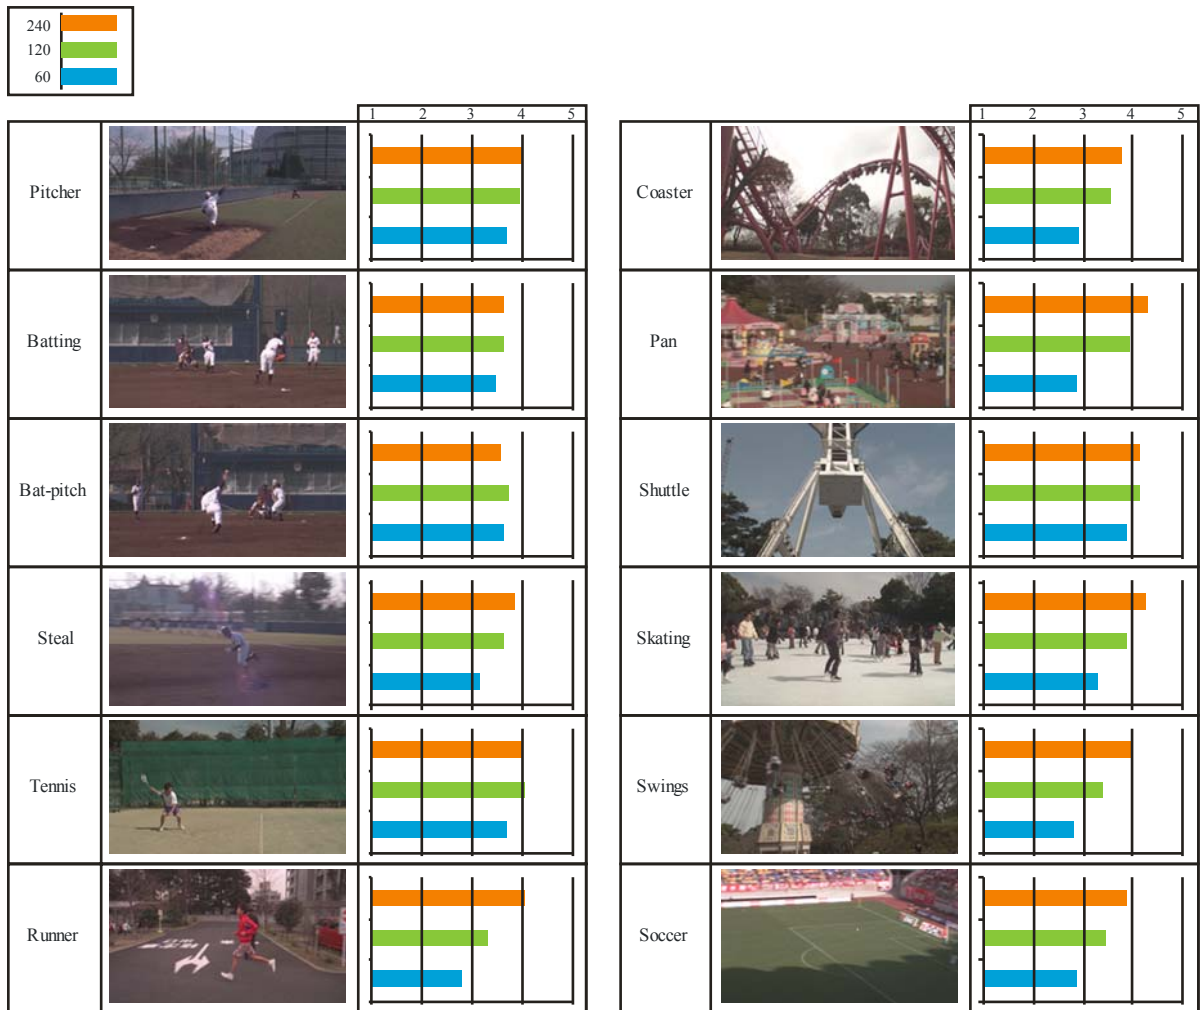 240
120
60
1 2 3 4 5
Pitcher
Batting
Bat-pitch
Steal
Tennis
Runner
1 2 3 4 5
Coaster
Pan
Shuttle
Skating
Swings
Soccer